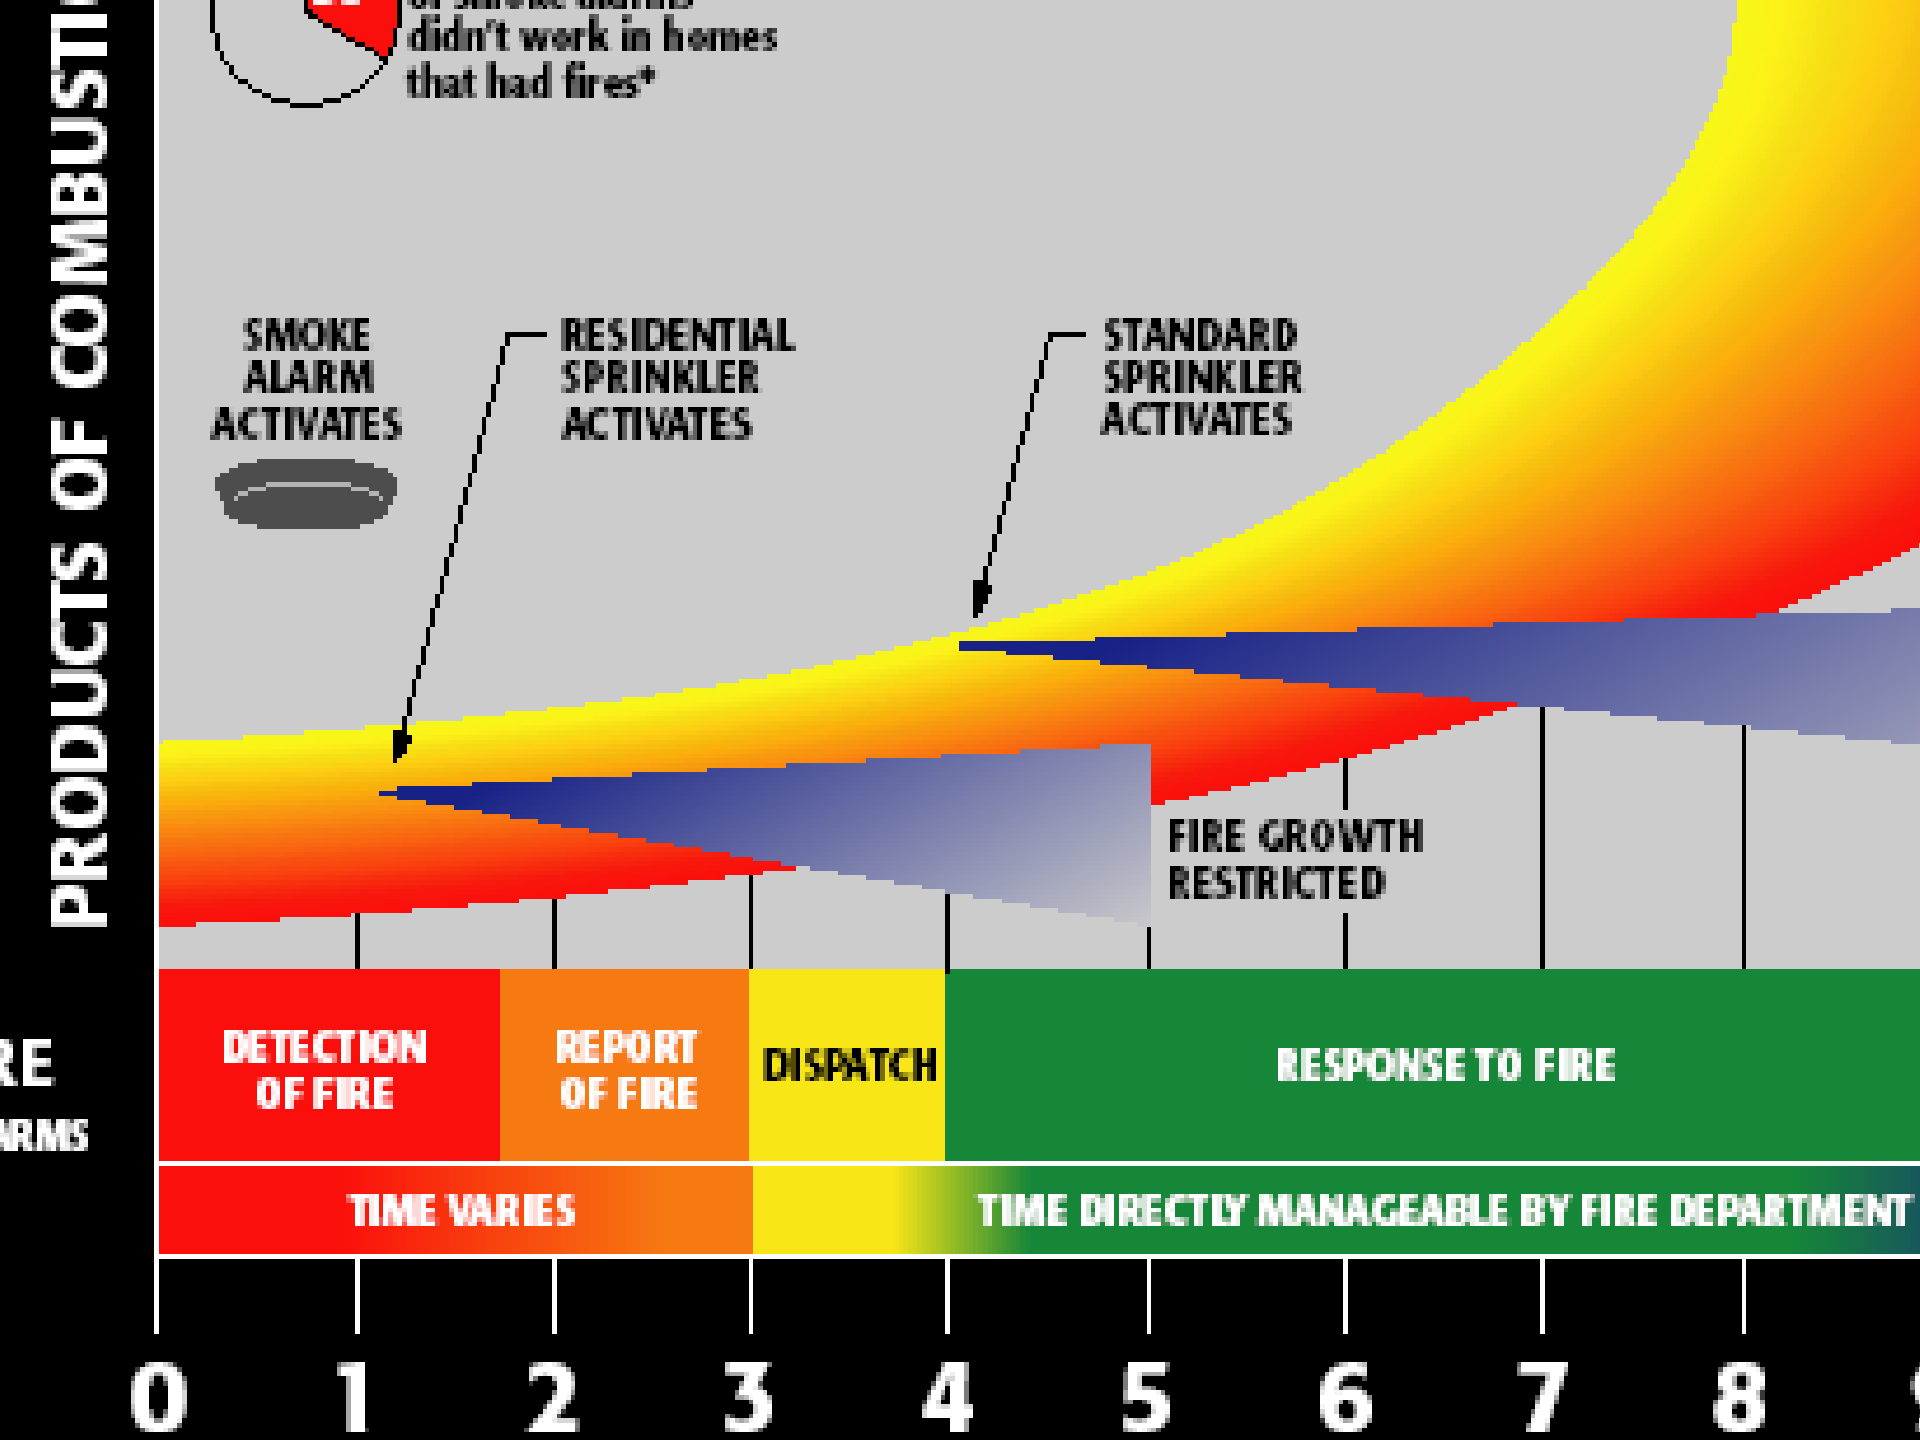 didn't work in homes
that had fires*
PRODUCTS OF
SMOKE
ALARM
ACTIVATES
RESIDENTIAL
SPRINKLER
ACTIVATES
STANDARD
SPRINKLER
ACTIVATES
FIRE GROWTH
RESTRICTED
DETECTION
OF FIRE
REPORT
OF FIRE
DISPATCH
RESPONSE TO FIRE
TIME VARIES
TIME DIRECTLY MANAGEABLE BY FIRE DEPARTMENT
0 1 2 3 4 5 6 7 8